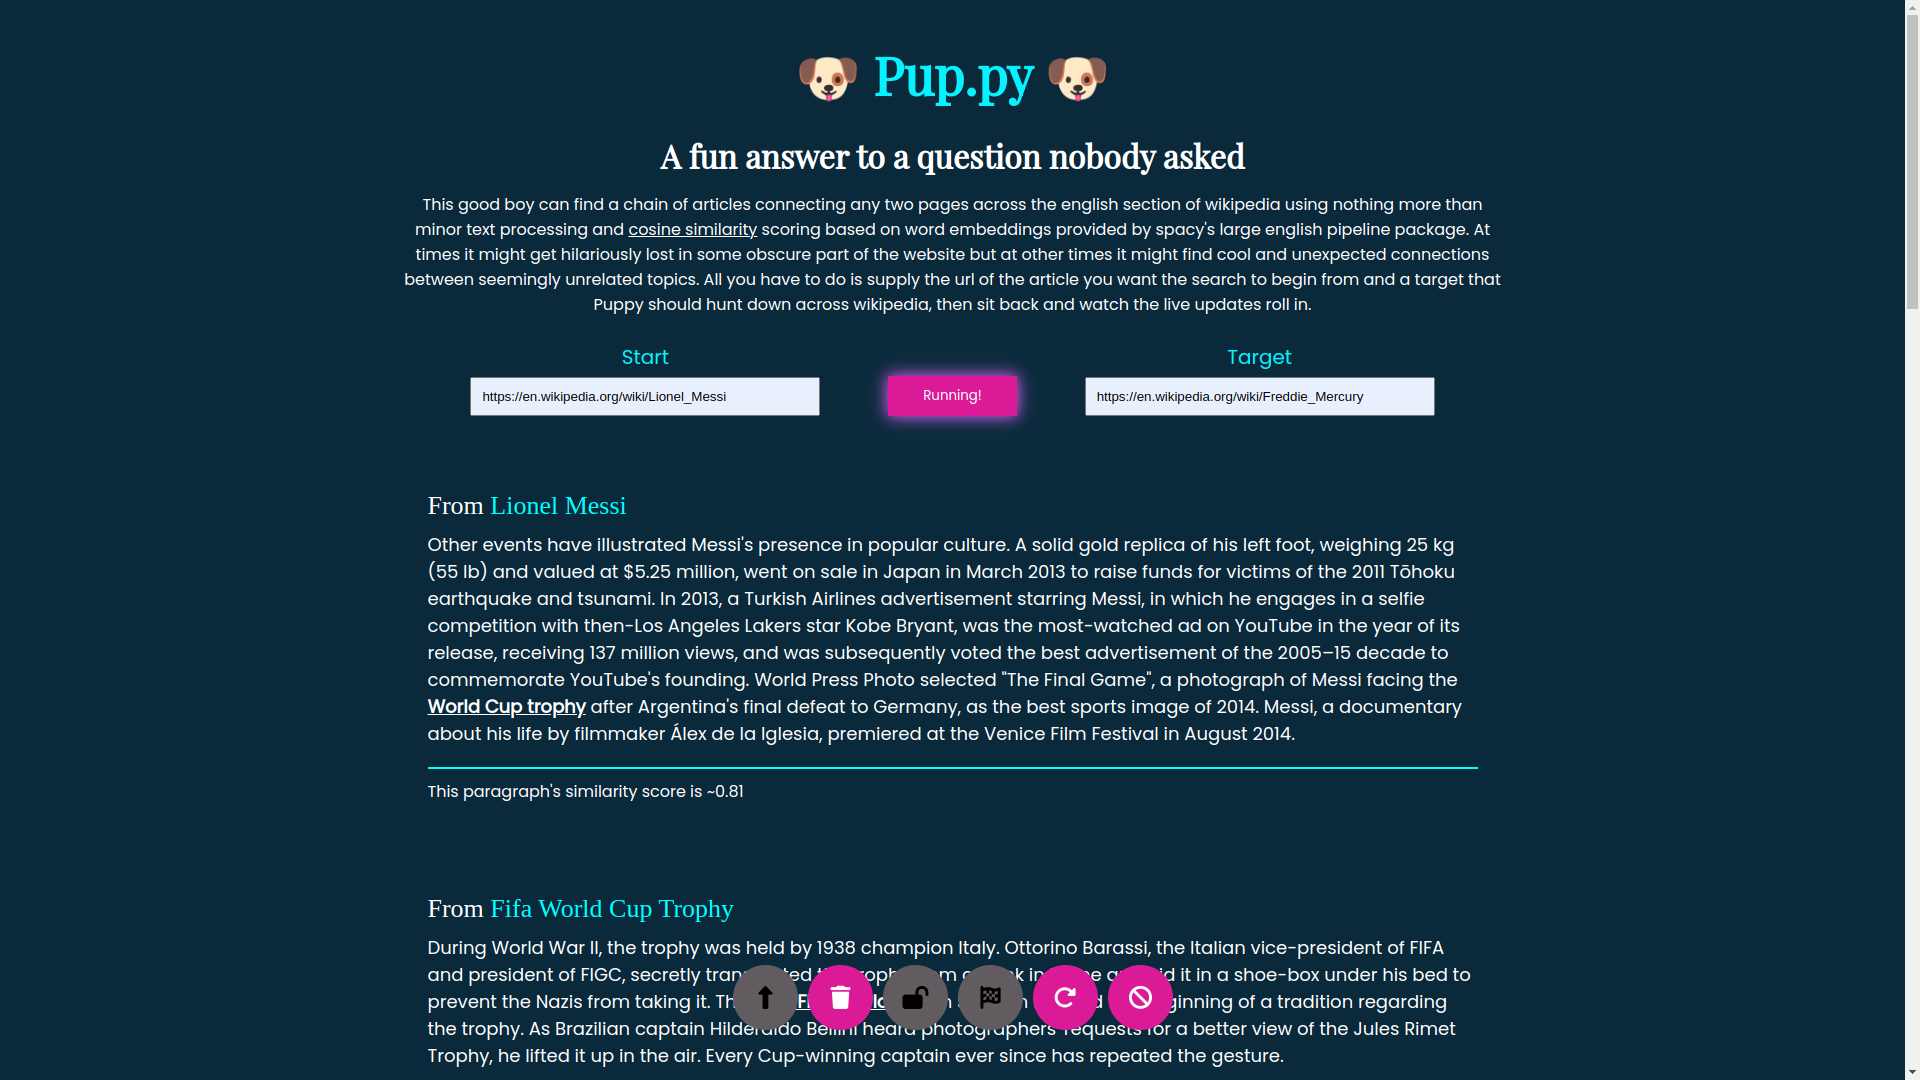 Pup.py
A fun answer to a question nobody asked
This good boy can find a chain of articles connecting any two pages across the english section of wikipedia using nothing more than
minor text processing and cosine similarity scoring based on word embeddings provided by spacy's large english pipeline package. At
times it might get hilariously lost in some obscure part of the website but at other times it might find cool and unexpected connections
between seemingly unrelated topics. All you have to do is supply the url of the article you want the search to begin from and a target that
Puppy should hunt down across wikipedia, then sit back and watch the live updates roll in.
Start
Target
https://en.wikipedia.org/wiki/Lionel_Messi
Running!
https://en.wikipedia.org/wiki/Freddie_Mercury
From Lionel Messi
Other events have illustrated Messi's presence in popular culture. A solid gold replica of his left foot, weighing 25 kg
(55 lb) and valued at $5.25 million, went on sale in Japan in March 2013 to raise funds for victims of the 2011 Tōhoku
earthquake and tsunami. In 2013, a Turkish Airlines advertisement starring Messi, in which he engages in a selfie
competition with then-Los Angeles Lakers star Kobe Bryant, was the most-watched ad on YouTube in the year of its
release, receiving 137 million views, and was subsequently voted the best advertisement of the 2005–15 decade to
commemorate YouTube's founding. World Press Photo selected "The Final Game", a photograph of Messi facing the
World Cup trophy after Argentina's final defeat to Germany, as the best sports image of 2014. Messi, a documentary
about his life by filmmaker Álex de la Iglesia, premiered at the Venice Film Festival in August 2014.
This paragraph's similarity score is ~0.81
From Fifa World Cup Trophy
During World War II, the trophy was held by 1938 champion Italy. Ottorino Barassi, the Italian vice-president of FIFA
and president of FIGC, secretly it in a shoe-box under his bed to
prevent the Nazis from taking it. of a tradition regarding
the trophy. As Brazilian captain Hilderaldo Bellini heard photographers' requests for a better view of the Jules Rimet
Trophy, he lifted it up in the air. Every Cup-winning captain ever since has repeated the gesture.